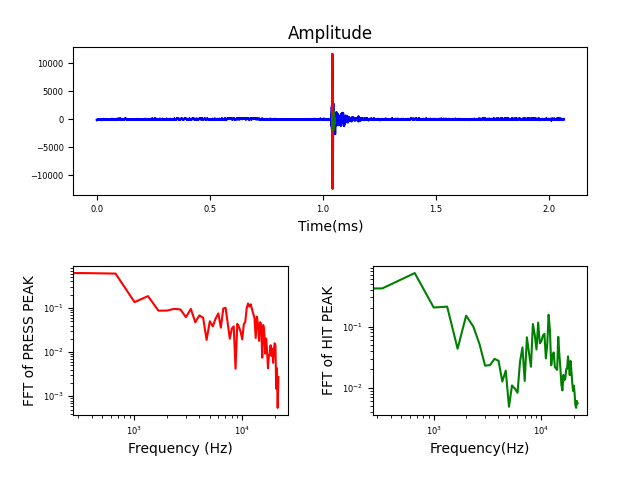 Amplitude
10000
5000
0
−5000
−10000
0.0 0.5 1.0 1.5 2.0
Time(ms)
FFT of PRESS PEAK
10⁻¹
10⁻²
10⁻³
10³ 10⁴
Frequency (Hz)
FFT of HIT PEAK
10⁻¹
10⁻²
10³ 10⁴
Frequency(Hz)